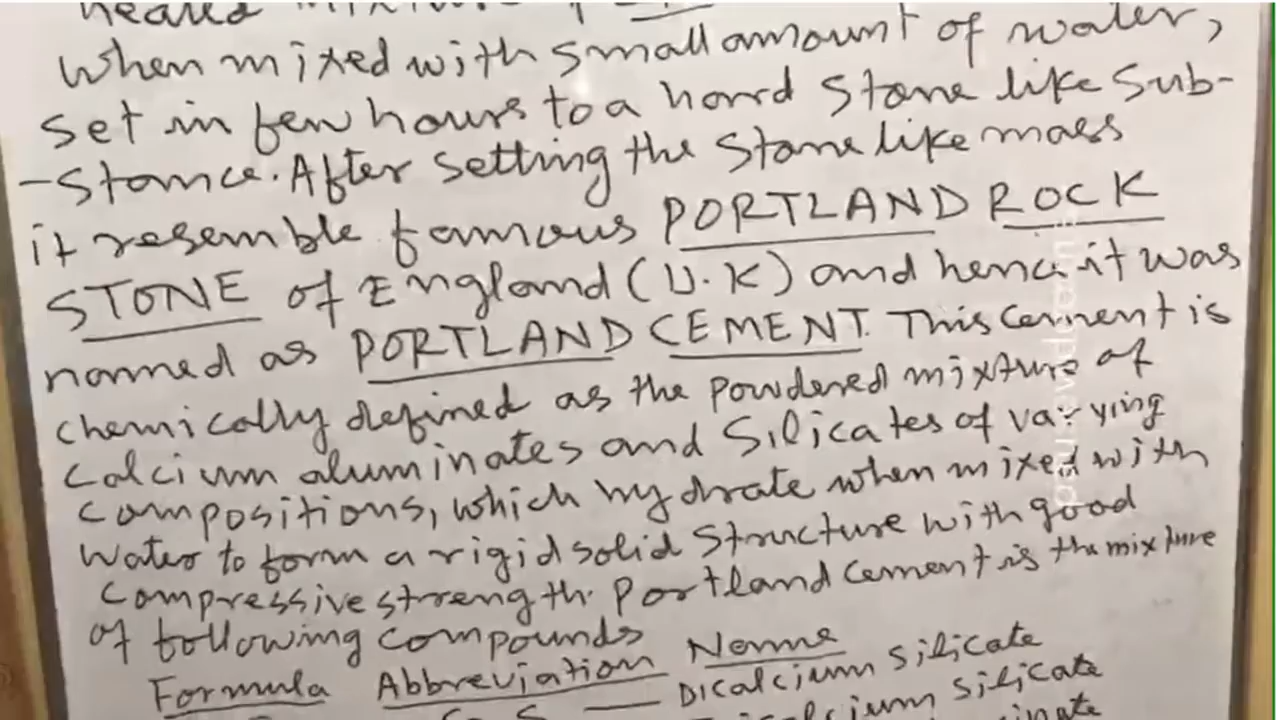 heated mixture
When mixed with small amount of water,
set in few hours to a hard stone like sub-
-stance. After setting the stone like mass
it resemble famous PORTLAND ROCK
STONE of England (U.K) and hence it was
named as PORTLAND CEMENT. This cement is
chemically defined as the powdered mixture of
calcium aluminates and silicates of varying
compositions, which hydrate when mixed with
water to form a rigid solid structure with good
compressive strength. Portland cement is the mixture
of following compounds
Formula Abbreviation Name
Dicalcium silicate
silicate